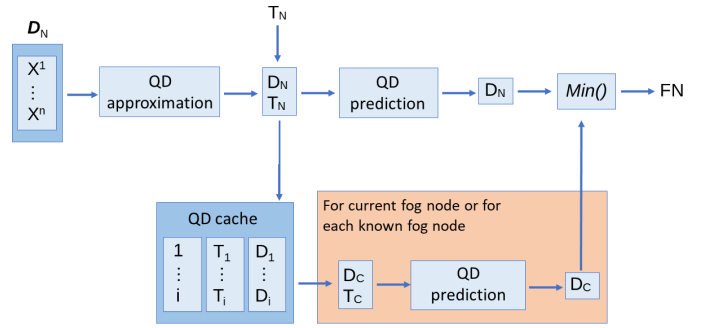 D_N
T_N
X^1
⋮
X^n
QD
approximation
D_N
T_N
QD
prediction
D_N
Min()
FN
QD cache
1
⋮
i
T_1
⋮
T_i
D_1
⋮
D_i
For current fog node or for
each known fog node
D_C
T_C
QD
prediction
D_C